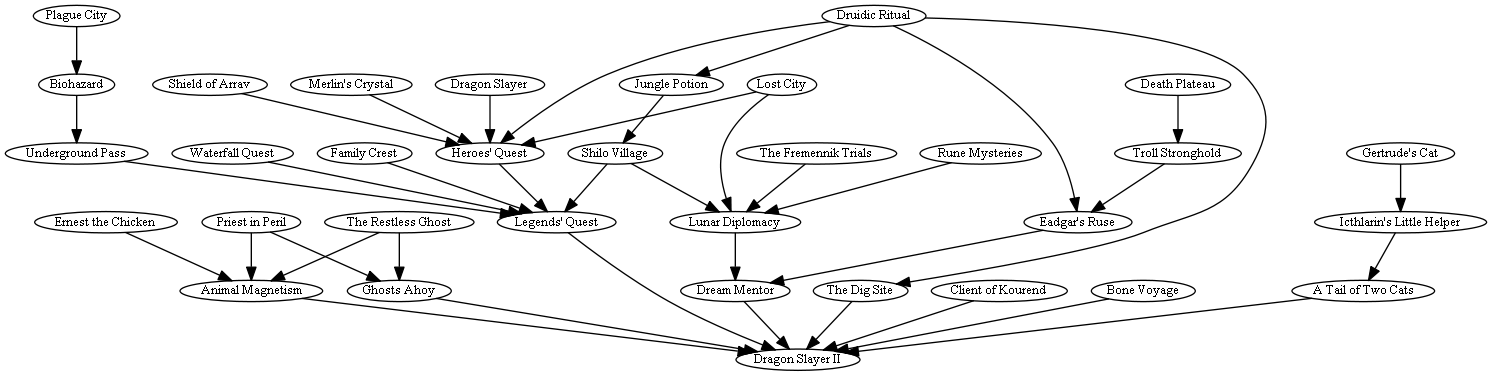 Plague City
Druidic Ritual
Biohazard
Shield of Arrav
Merlin's Crystal
Dragon Slayer
Jungle Potion
Lost City
Death Plateau
Underground Pass
Waterfall Quest
Family Crest
Heroes' Quest
Shilo Village
The Fremennik Trials
Rune Mysteries
Troll Stronghold
Gertrude's Cat
Ernest the Chicken
Priest in Peril
The Restless Ghost
Legends' Quest
Lunar Diplomacy
Eadgar's Ruse
Icthlarin's Little Helper
Animal Magnetism
Ghosts Ahoy
Dream Mentor
The Dig Site
Client of Kourend
Bone Voyage
A Tail of Two Cats
Dragon Slayer II